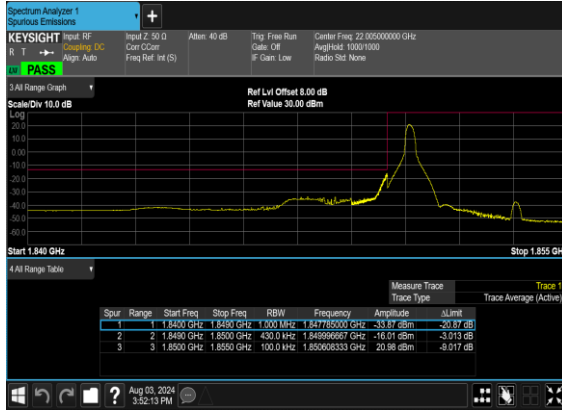 Spectrum Analyzer 1
Spurious Emissions
KEYSIGHT Input: RF Input Z: 50 Ω Atten: 40 dB Trig: Free Run Center Freq: 22.005000000 GHz
R T Coupling: DC Corr CCorr Gate: Off Avg|Hold: 1000/1000
Align: Auto Freq Ref: Int (S) IF Gain: Low Radio Std: None
PASS
3 All Range Graph
Ref Lvl Offset 8.00 dB
Scale/Div 10.0 dB Ref Value 30.00 dBm
Log
20.0
10.0
0.00
-10.0
-20.0
-30.0
-40.0
-50.0
-60.0
Start 1.840 GHz Stop 1.855 GH
4 All Range Table
Measure Trace Trace 1
Trace Type Trace Average (Active)
Spur Range Start Freq Stop Freq RBW Frequency Amplitude ΔLimit
1 1 1.8400 GHz 1.8490 GHz 1.000 MHz 1.847785000 GHz -33.87 dBm -20.87 dB
2 2 1.8490 GHz 1.8500 GHz 430.0 kHz 1.849996667 GHz -16.01 dBm -3.013 dB
3 3 1.8500 GHz 1.8550 GHz 100.0 kHz 1.850608333 GHz 20.98 dBm -9.017 dB
Aug 03, 2024
3:52:13 PM